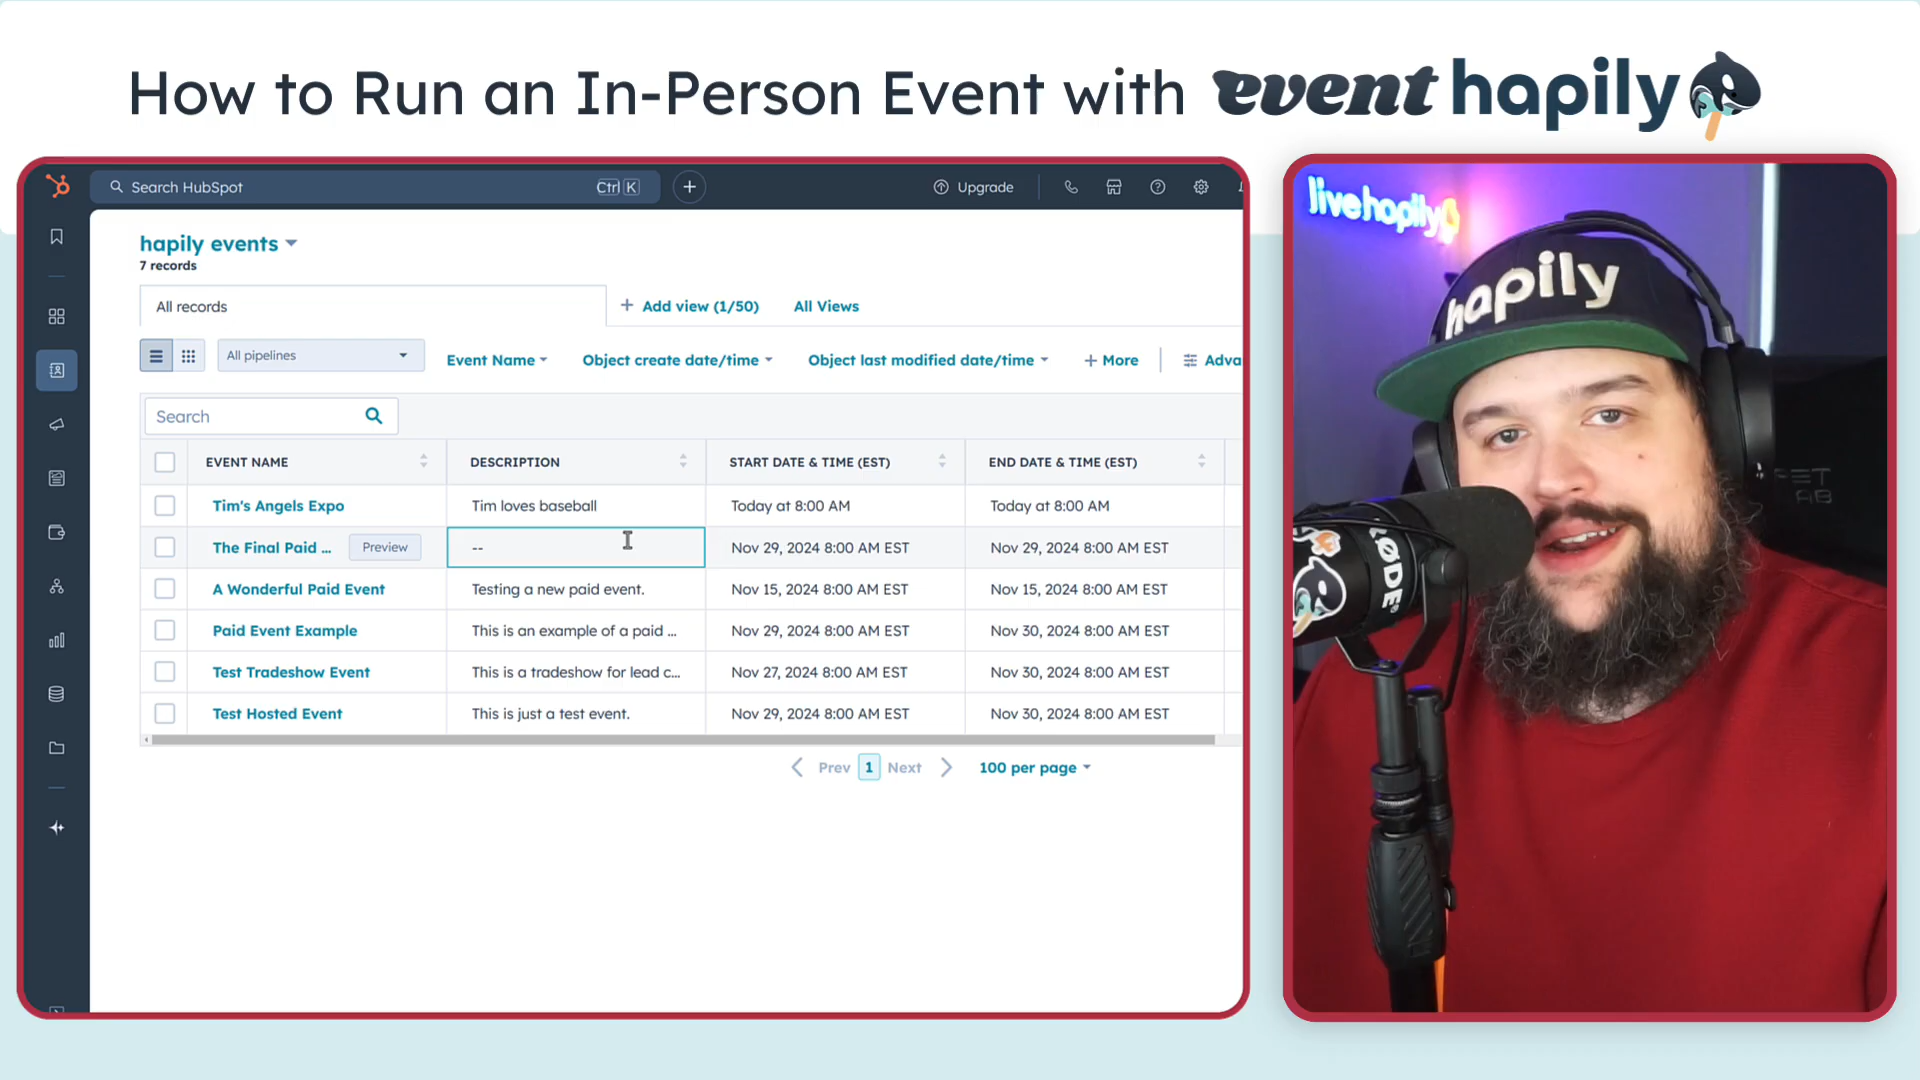 How to Run an In-Person Event with event hapily
Search HubSpot Ctrl K Upgrade
hapily events
7 records
All records
+ Add view (1/50) All Views
All pipelines Event Name Object create date/time Object last modified date/time + More Adva
Search
EVENT NAME DESCRIPTION START DATE & TIME (EST) END DATE & TIME (EST)
Tim's Angels Expo Tim loves baseball Today at 8:00 AM Today at 8:00 AM
The Final Paid ... Preview -- Nov 29, 2024 8:00 AM EST Nov 29, 2024 8:00 AM EST
A Wonderful Paid Event Testing a new paid event. Nov 15, 2024 8:00 AM EST Nov 15, 2024 8:00 AM EST
Paid Event Example This is an example of a paid ... Nov 29, 2024 8:00 AM EST Nov 30, 2024 8:00 AM EST
Test Tradeshow Event This is a tradeshow for lead c... Nov 27, 2024 8:00 AM EST Nov 30, 2024 8:00 AM EST
Test Hosted Event This is just a test event. Nov 29, 2024 8:00 AM EST Nov 30, 2024 8:00 AM EST
Prev 1 Next 100 per page
livehapily
hapily
RØDE